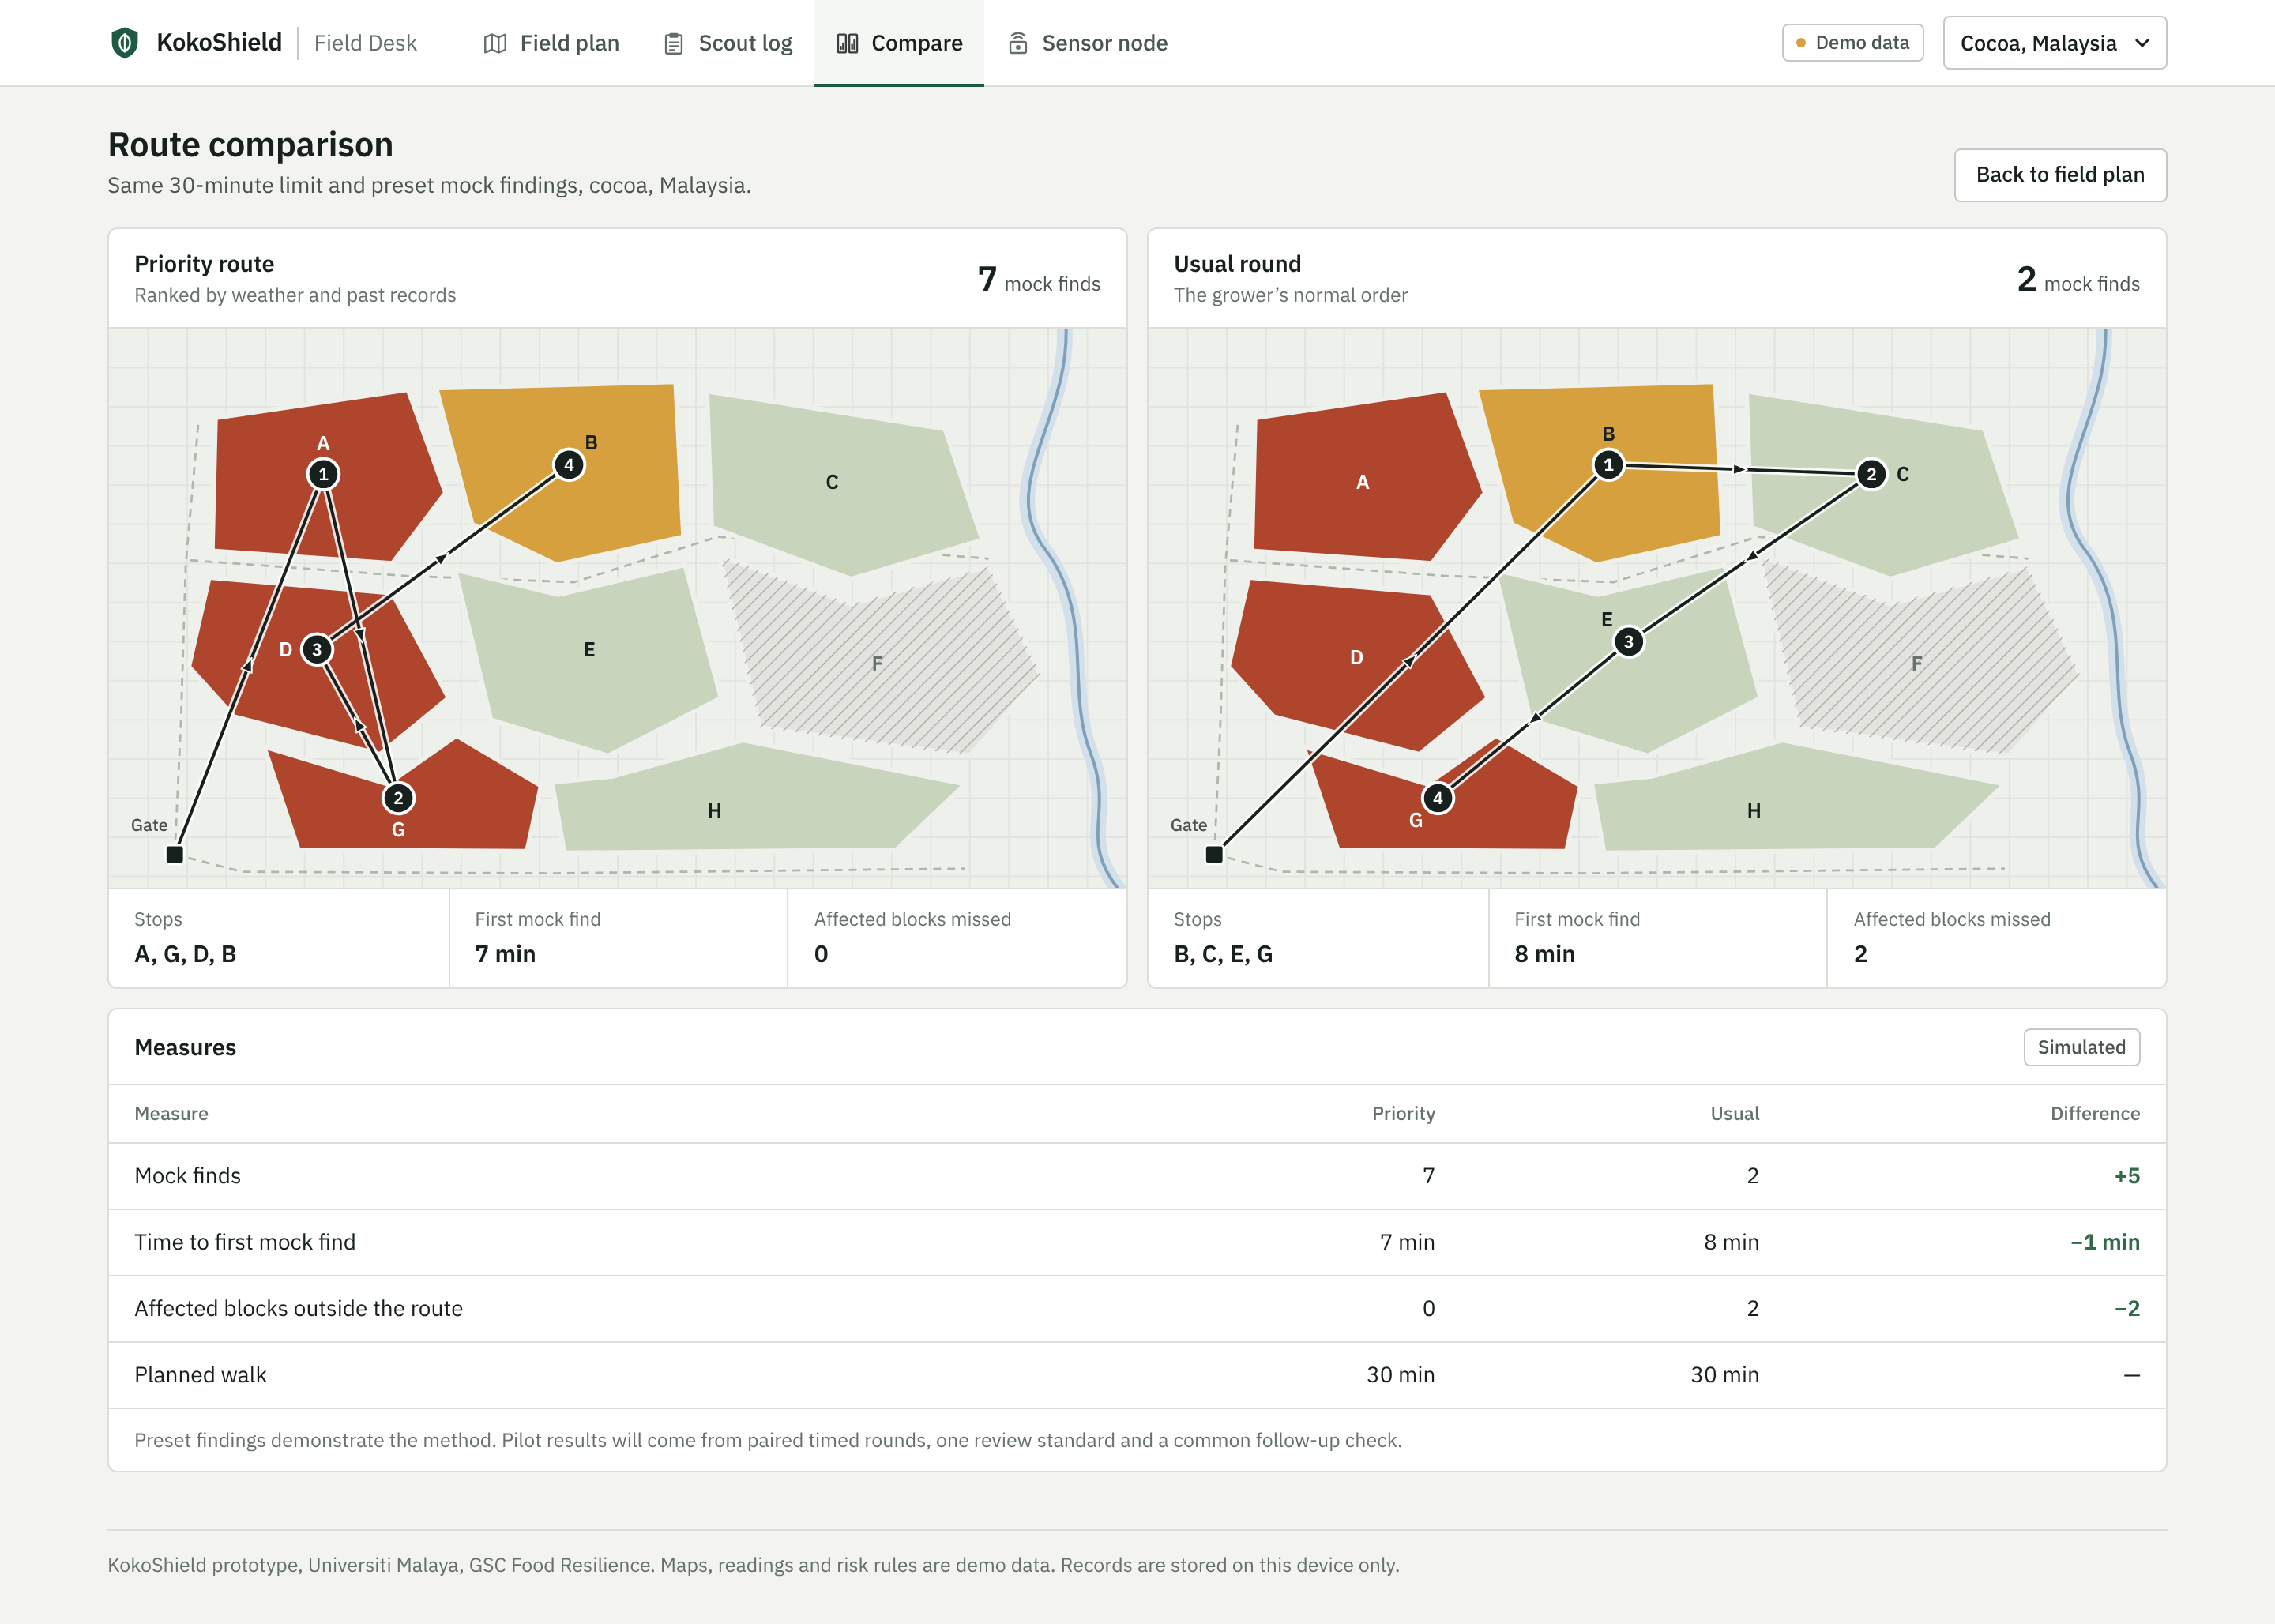 KokoShield Field Desk Field plan Scout log Compare Sensor node Demo data Cocoa, Malaysia
Route comparison
Same 30-minute limit and preset mock findings, cocoa, Malaysia.
Back to field plan
Priority route
Ranked by weather and past records
7 mock finds
A
1
B
4
C
D
3
E
F
2
G
H
Gate
Stops
A, G, D, B
First mock find
7 min
Affected blocks missed
0
Usual round
The grower’s normal order
2 mock finds
A
B
1
2
C
D
E
3
F
4
G
H
Gate
Stops
B, C, E, G
First mock find
8 min
Affected blocks missed
2
Measures
Simulated
Measure Priority Usual Difference
Mock finds 7 2 +5
Time to first mock find 7 min 8 min −1 min
Affected blocks outside the route 0 2 −2
Planned walk 30 min 30 min —
Preset findings demonstrate the method. Pilot results will come from paired timed rounds, one review standard and a common follow-up check.
KokoShield prototype, Universiti Malaya, GSC Food Resilience. Maps, readings and risk rules are demo data. Records are stored on this device only.